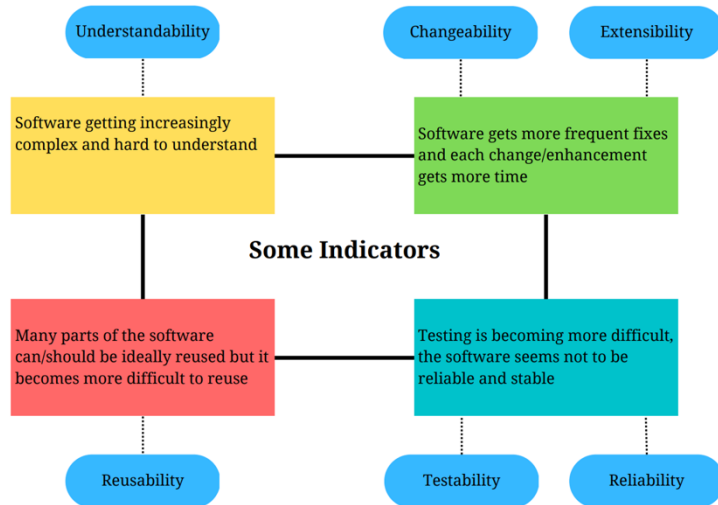 Understandability
Changeability
Extensibility
Software getting increasingly
complex and hard to understand
Software gets more frequent fixes
and each change/enhancement
gets more time
Some Indicators
Many parts of the software
can/should be ideally reused but it
becomes more difficult to reuse
Testing is becoming more difficult,
the software seems not to be
reliable and stable
Reusability
Testability
Reliability